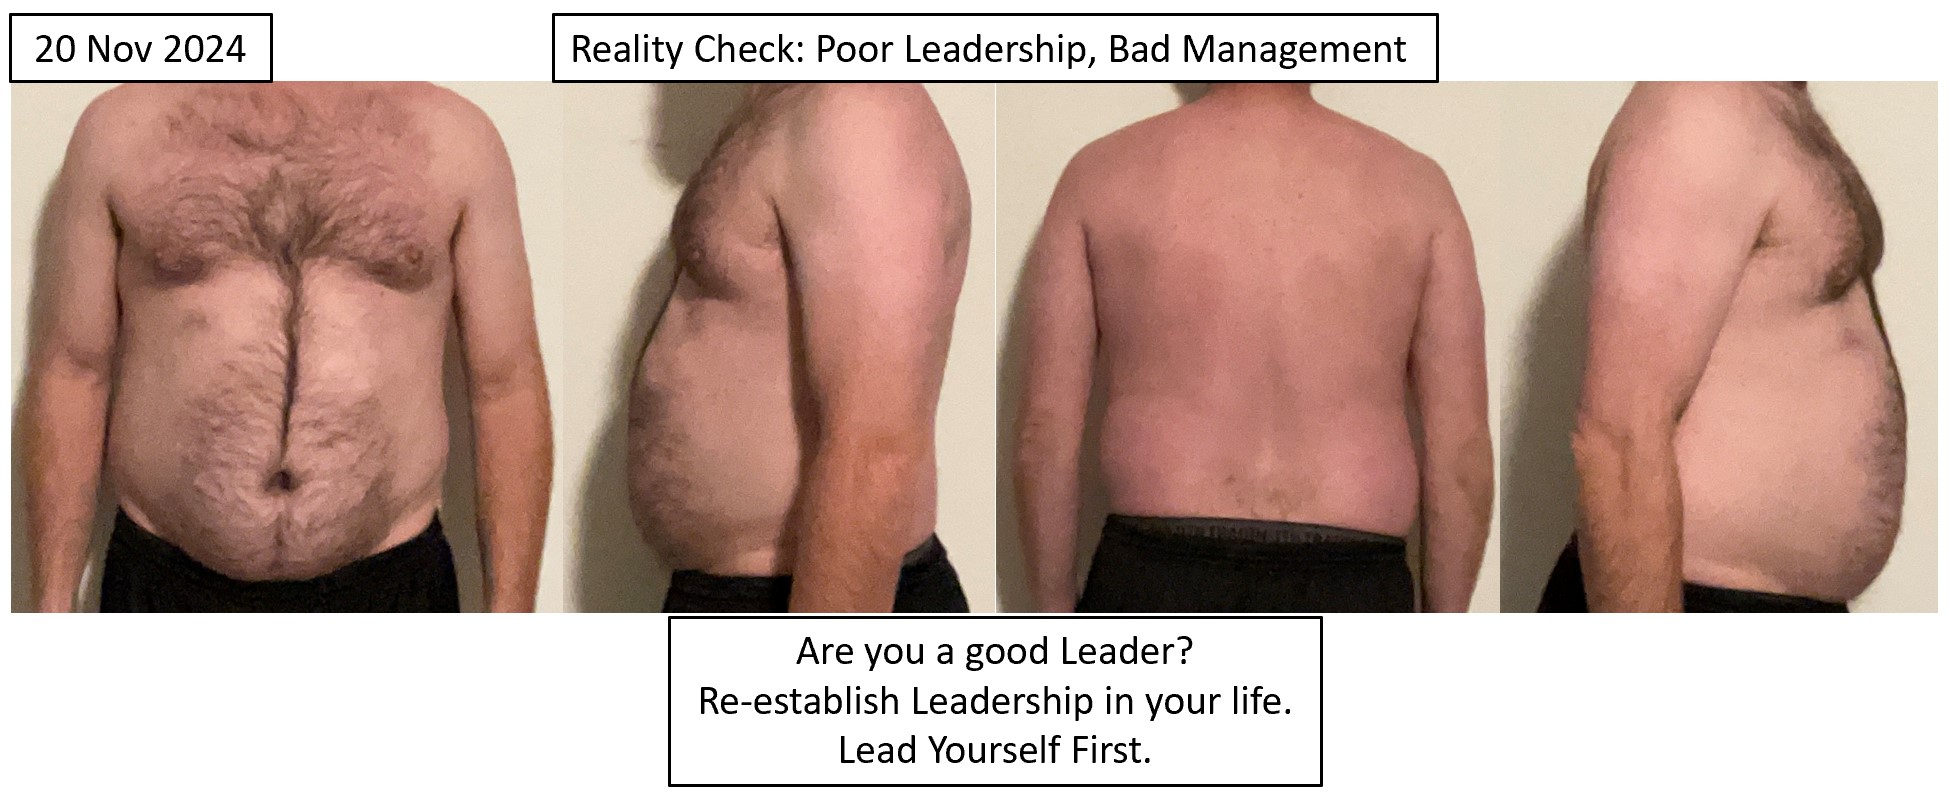 20 Nov 2024
Reality Check: Poor Leadership, Bad Management
Are you a good Leader?
Re-establish Leadership in your life.
Lead Yourself First.